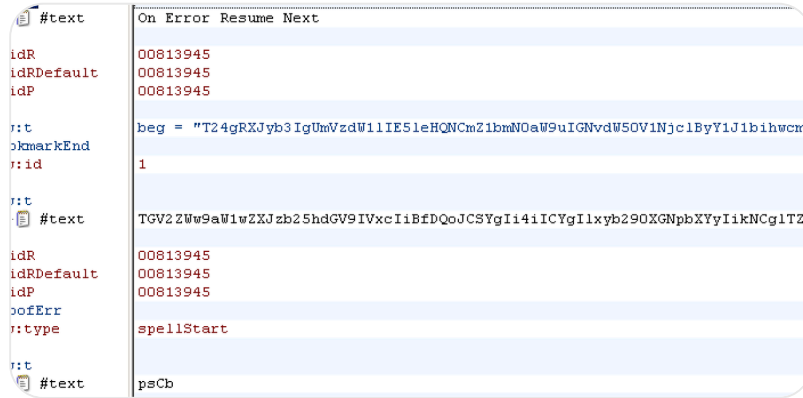 #text On Error Resume Next
idR 00813945
idRDefault 00813945
idP 00813945
:t beg = "T24gRXJyb3IgUmVzdW1lIE5leHQNCmZ1bmN0aW9uIGNvdW50V1NjclByY1J1bihwcm
okmarkEnd
:id 1
:t
#text TGV2ZWw9aW1wZXJzb25hdGV9IVxcIiBfDQoJCSYgIi4iICYgIlxyb290XGNpbXYyIikNCglTZ
idR 00813945
idRDefault 00813945
idP 00813945
oofErr
:type spellStart
:t
#text psCb